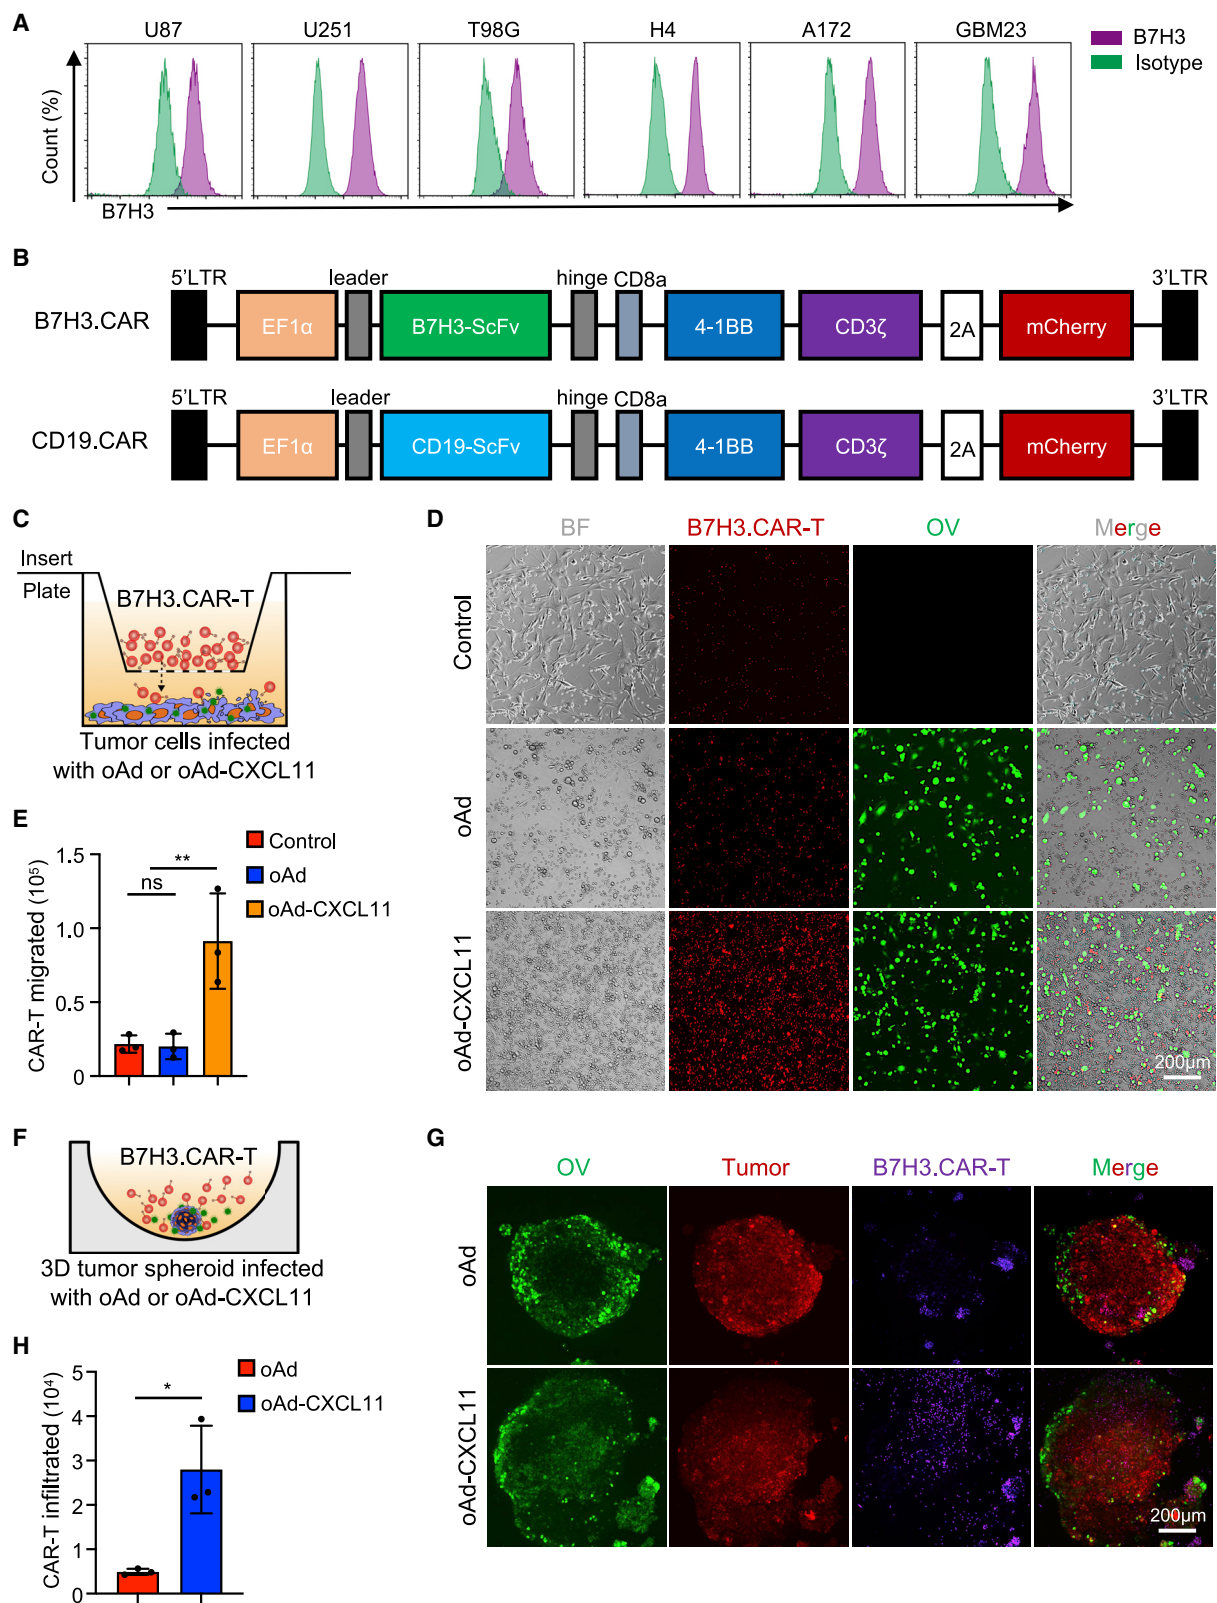 A
U87 U251 T98G H4 A172 GBM23
B7H3
Isotype
Count (%)
B7H3
B
5'LTR leader hinge CD8a 3'LTR
B7H3.CAR EF1α B7H3-ScFv 4-1BB CD3ζ 2A mCherry
5'LTR leader hinge CD8a 3'LTR
CD19.CAR EF1α CD19-ScFv 4-1BB CD3ζ 2A mCherry
C
Insert
Plate
B7H3.CAR-T
Tumor cells infected
with oAd or oAd-CXCL11
D
BF B7H3.CAR-T OV Merge
Control
oAd
oAd-CXCL11
200μm
E
Control
oAd
oAd-CXCL11
CAR-T migrated (10⁵)
1.5
1.0
0.5
0
ns
**
F
B7H3.CAR-T
3D tumor spheroid infected
with oAd or oAd-CXCL11
G
OV Tumor B7H3.CAR-T Merge
oAd
oAd-CXCL11
200μm
H
oAd
oAd-CXCL11
CAR-T infiltrated (10⁴)
5
4
3
2
1
0
*